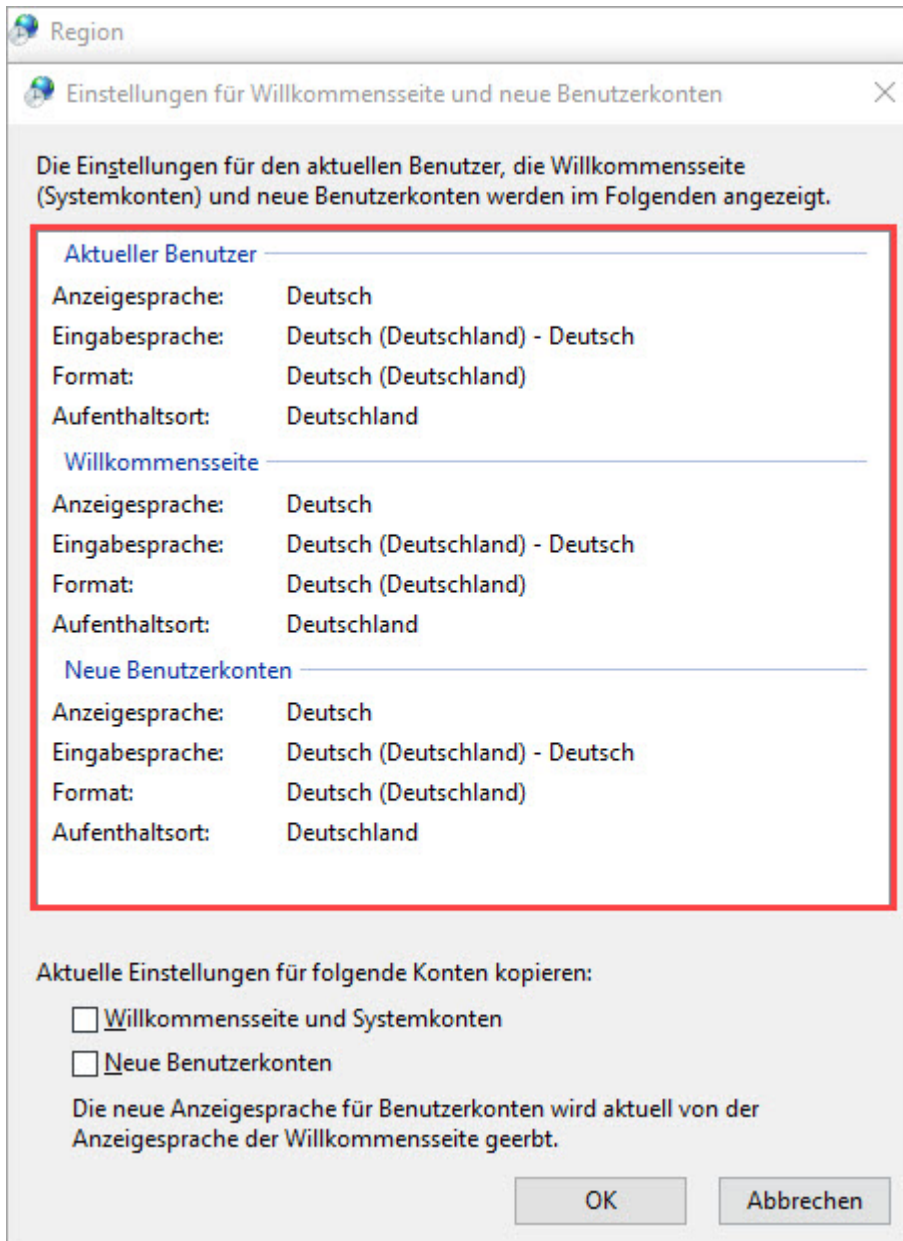 Region
Einstellungen für Willkommensseite und neue Benutzerkonten
Die Einstellungen für den aktuellen Benutzer, die Willkommensseite
(Systemkonten) und neue Benutzerkonten werden im Folgenden angezeigt.
Aktueller Benutzer
Anzeigesprache: Deutsch
Eingabesprache: Deutsch (Deutschland) - Deutsch
Format: Deutsch (Deutschland)
Aufenthaltsort: Deutschland
Willkommensseite
Anzeigesprache: Deutsch
Eingabesprache: Deutsch (Deutschland) - Deutsch
Format: Deutsch (Deutschland)
Aufenthaltsort: Deutschland
Neue Benutzerkonten
Anzeigesprache: Deutsch
Eingabesprache: Deutsch (Deutschland) - Deutsch
Format: Deutsch (Deutschland)
Aufenthaltsort: Deutschland
Aktuelle Einstellungen für folgende Konten kopieren:
Willkommensseite und Systemkonten
Neue Benutzerkonten
Die neue Anzeigesprache für Benutzerkonten wird aktuell von der
Anzeigesprache der Willkommensseite geerbt.
OK Abbrechen